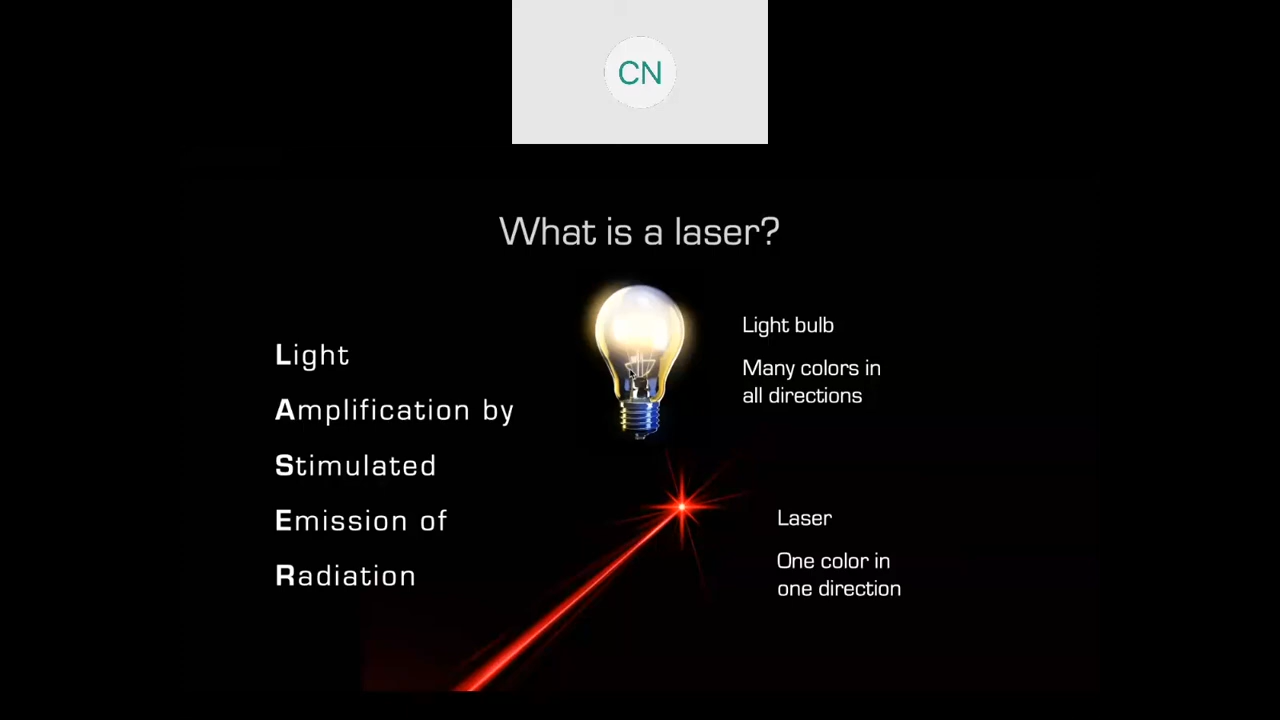 CN
What is a laser?
Light
Amplification by
Stimulated
Emission of
Radiation
Light bulb
Many colors in
all directions
Laser
One color in
one direction